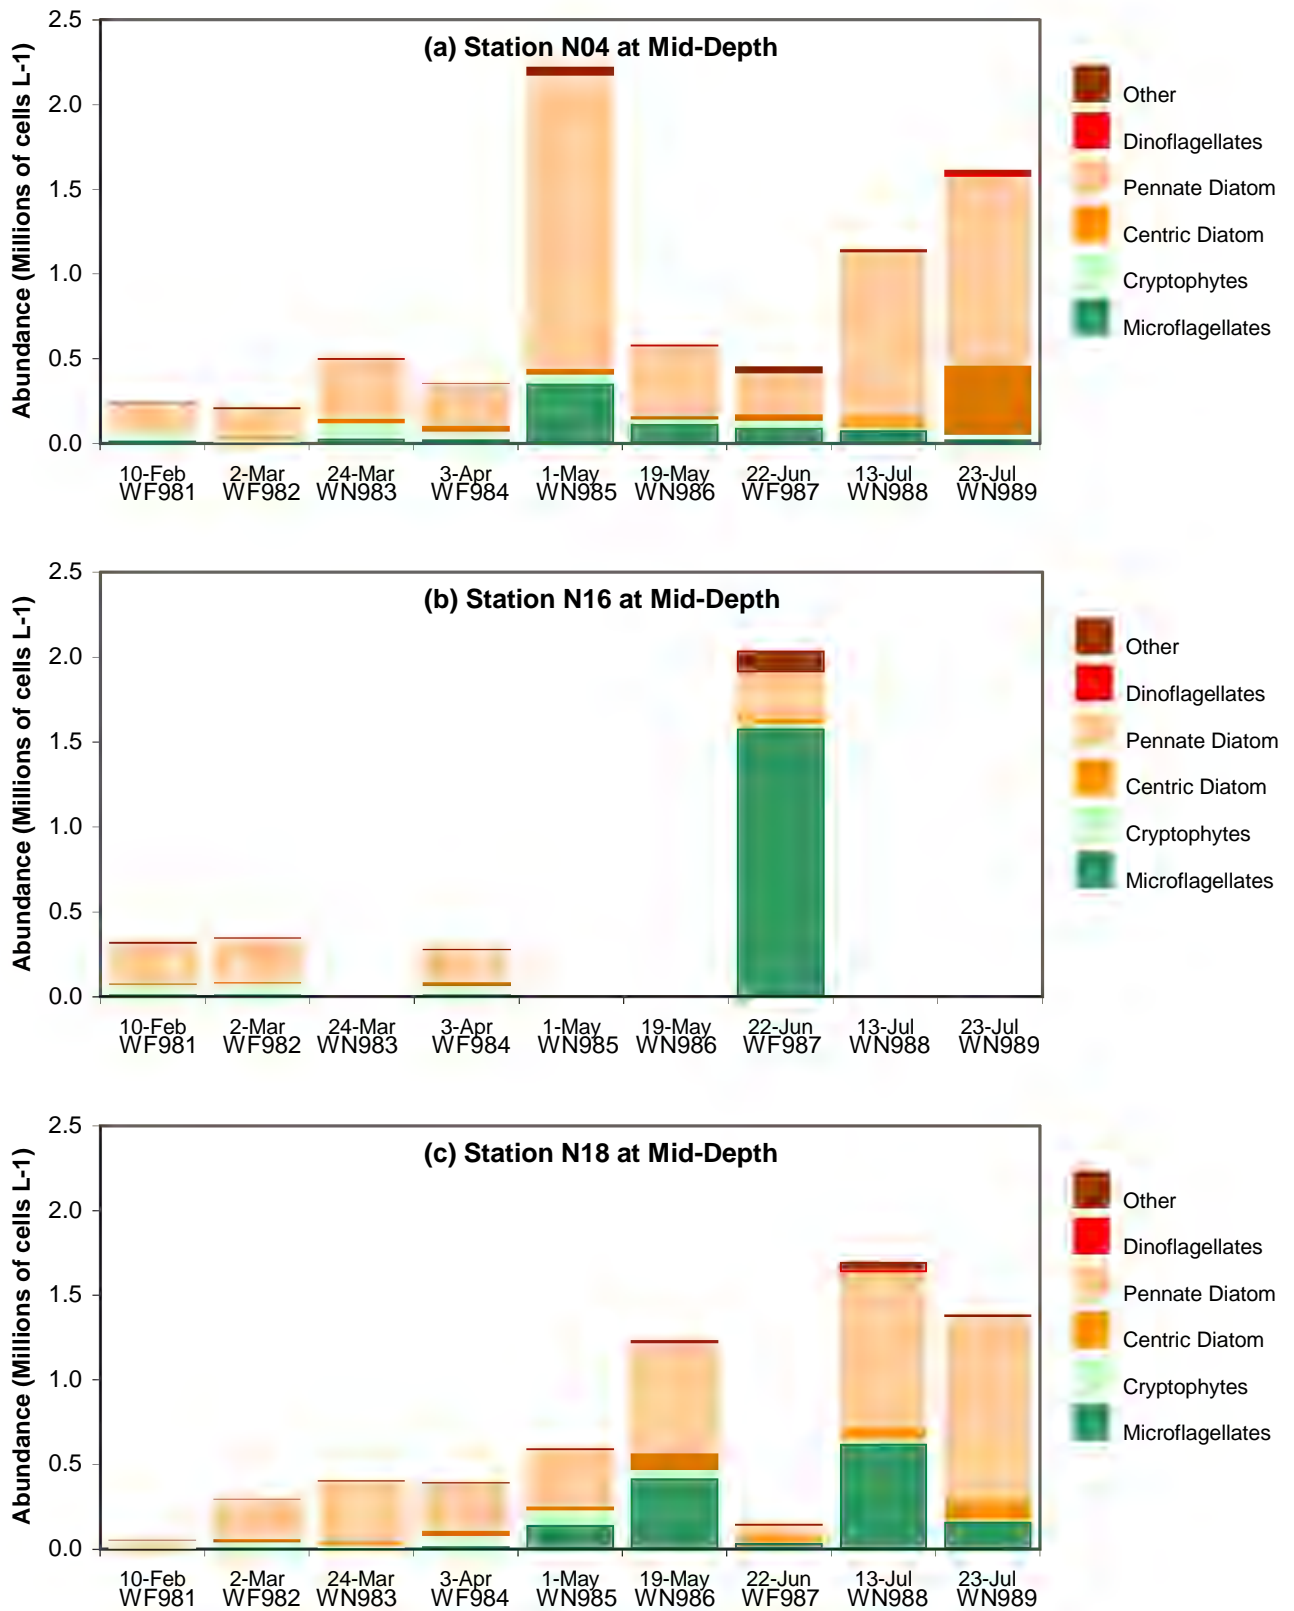 (a) Station N04 at Mid-Depth
Abundance (Millions of cells L-1)
2.5
2.0
1.5
1.0
0.5
0.0
10-Feb 2-Mar 24-Mar 3-Apr 1-May 19-May 22-Jun 13-Jul 23-Jul
WF981 WF982 WN983 WF984 WN985 WN986 WF987 WN988 WN989
Other
Dinoflagellates
Pennate Diatom
Centric Diatom
Cryptophytes
Microflagellates
(b) Station N16 at Mid-Depth
Abundance (Millions of cells L-1)
2.5
2.0
1.5
1.0
0.5
0.0
10-Feb 2-Mar 24-Mar 3-Apr 1-May 19-May 22-Jun 13-Jul 23-Jul
WF981 WF982 WN983 WF984 WN985 WN986 WF987 WN988 WN989
Other
Dinoflagellates
Pennate Diatom
Centric Diatom
Cryptophytes
Microflagellates
(c) Station N18 at Mid-Depth
Abundance (Millions of cells L-1)
2.5
2.0
1.5
1.0
0.5
0.0
10-Feb 2-Mar 24-Mar 3-Apr 1-May 19-May 22-Jun 13-Jul 23-Jul
WF981 WF982 WN983 WF984 WN985 WN986 WF987 WN988 WN989
Other
Dinoflagellates
Pennate Diatom
Centric Diatom
Cryptophytes
Microflagellates